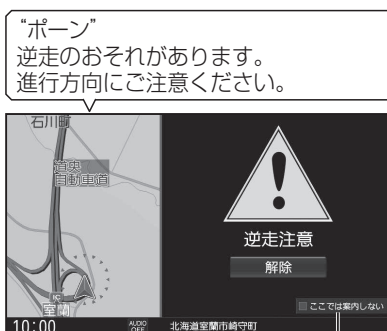 “ポーン”
逆走のおそれがあります。
進行方向にご注意ください。
石川町
道央
自動車道
室蘭
逆走注意
解除
ここでは案内しない
10:00
AUDIO
OFF
北海道室蘭市崎守町